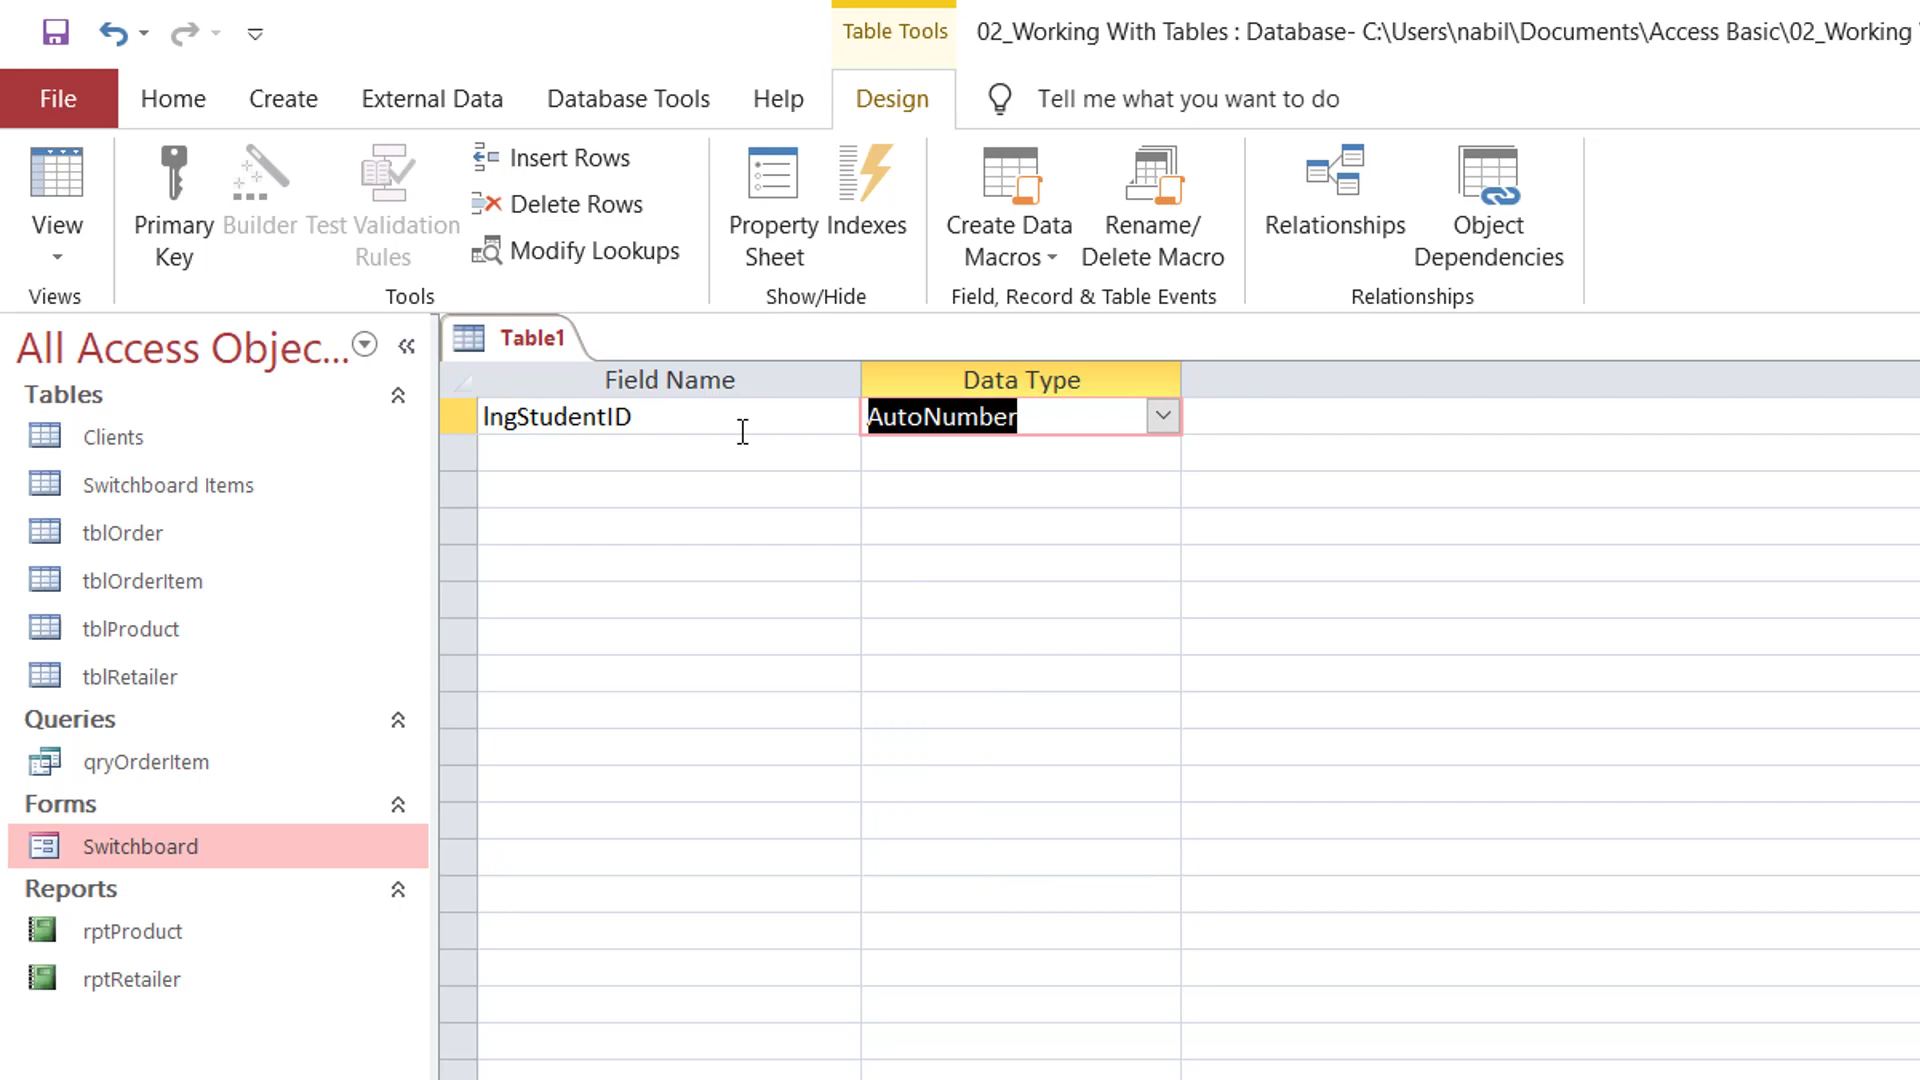 Table Tools
02_Working With Tables : Database- C:\Users\nabil\Documents\Access Basic\02_Working
File Home Create External Data Database Tools Help Design Tell me what you want to do
View
Views
Primary Key
Builder
Test Validation Rules
Insert Rows
Delete Rows
Modify Lookups
Tools
Property Sheet
Indexes
Show/Hide
Create Data Macros
Rename/ Delete Macro
Field, Record & Table Events
Relationships
Object Dependencies
Relationships
All Access Objec...
Tables
Clients
Switchboard Items
tblOrder
tblOrderItem
tblProduct
tblRetailer
Queries
qryOrderItem
Forms
Switchboard
Reports
rptProduct
rptRetailer
Table1
Field Name Data Type
lngStudentID AutoNumber